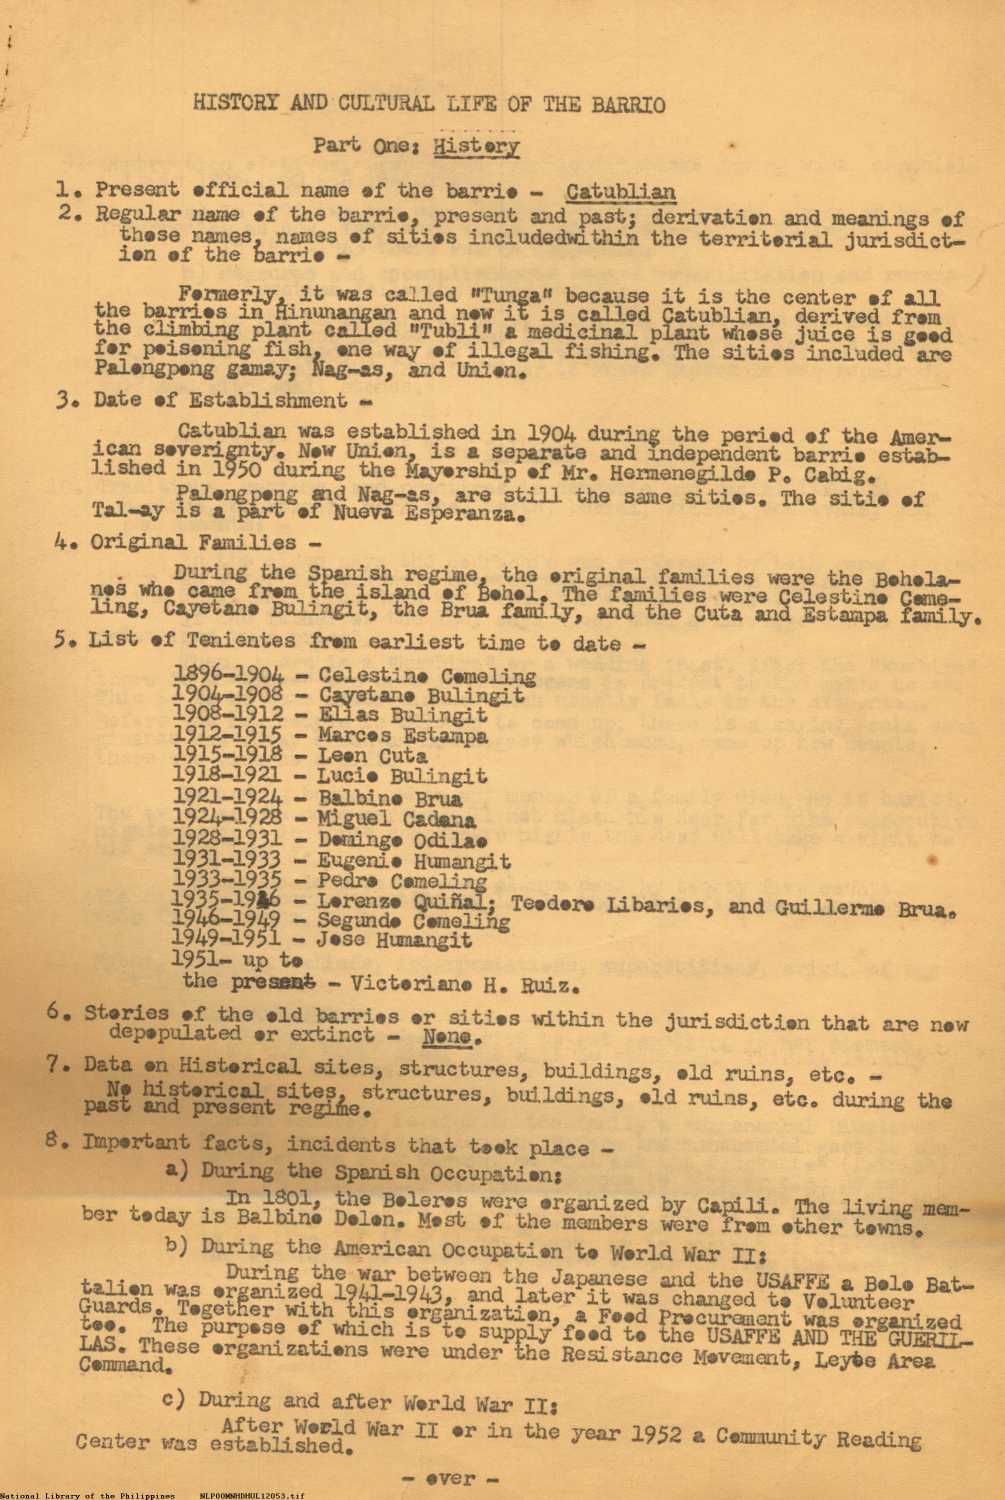 HISTORY AND CULTURAL LIFE OF THE BARRIO
Part One: History
1. Present official name of the barrio - Catublian
2. Regular name of the barrio, present and past; derivation and meanings of
these names, names of sitios includedwithin the territorial jurisdict-
ion of the barrio -
Formerly, it was called "Tunga" because it is the center of all
the barrios in Hinunangan and now it is called Catublian, derived from
the climbing plant called "Tubli" a medicinal plant whose juice is good
for poisoning fish, one way of illegal fishing. The sitios included are
Palongpong gamay; Nag-as, and Union.
3. Date of Establishment -
Catublian was established in 1904 during the period of the Amer-
ican soverignty. Now Union, is a separate and independent barrio estab-
lished in 1950 during the Mayorship of Mr. Hermenegildo P. Cabig.
Palongpong and Nag-as, are still the same sitios. The sitio of
Tal-ay is a part of Nueva Esperanza.
4. Original Families -
During the Spanish regime, the original families were the Bohola-
nos who came from the island of Bohol. The families were Celestino Come-
ling, Cayetano Bulingit, the Brua family, and the Cuta and Estampa family.
5. List of Tenientes from earliest time to date -
1896-1904 - Celestino Comeling
1904-1908 - Cayetano Bulingit
1908-1912 - Elias Bulingit
1912-1915 - Marcos Estampa
1915-1918 - Leon Cuta
1918-1921 - Lucio Bulingit
1921-1924 - Balbino Brua
1924-1928 - Miguel Cadana
1928-1931 - Domingo Odilao
1931-1933 - Eugenio Humangit
1933-1935 - Pedro Comeling
1935-1946 - Lorenzo Quiñal; Teodoro Libarios, and Guillermo Brua.
1946-1949 - Segundo Comeling
1949-1951 - Jose Humangit
1951- up to
the present - Victoriano H. Ruiz.
6. Stories of the old barrios or sitios within the jurisdiction that are now
depopulated or extinct - None.
7. Data on Historical sites, structures, buildings, old ruins, etc. -
No historical sites, structures, buildings, old ruins, etc. during the
past and present regime.
8. Important facts, incidents that took place -
a) During the Spanish Occupation:
In 1801, the Boleros were organized by Capili. The living mem-
ber today is Balbino Dolon. Most of the members were from other towns.
b) During the American Occupation to World War II:
During the war between the Japanese and the USAFFE a Bolo Bat-
talion was organized 1941-1943, and later it was changed to Volunteer
Guards. Together with this organization, a Food Procurement was organized
too. The purpose of which is to supply food to the USAFFE AND THE GUERIL-
LAS. These organizations were under the Resistance Movement, Leyte Area
Command.
c) During and after World War II:
After World War II or in the year 1952 a Community Reading
Center was established.
- over -
National Library of the Philippines NLP00MNHDHUL12053.tif